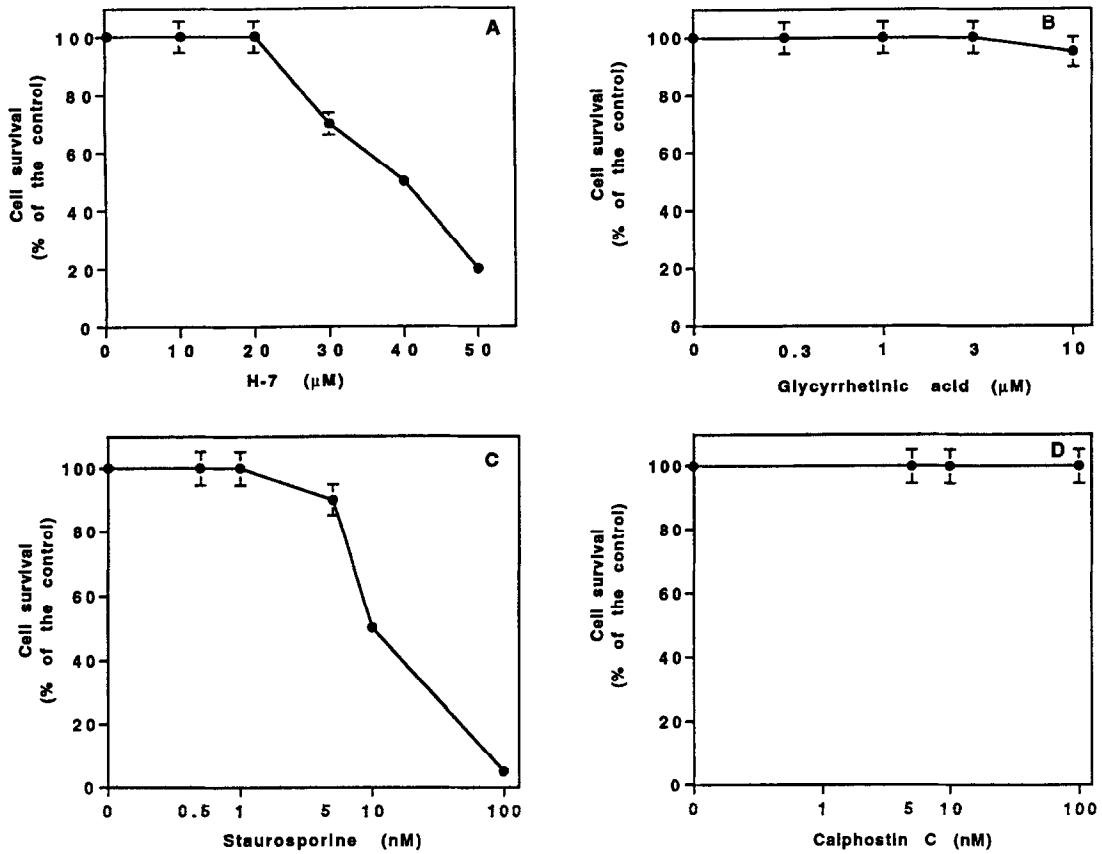 A
Cell survival
(% of the control)
100
80
60
40
20
0
0 10 20 30 40 50
H-7 (μM)
B
Cell survival
(% of the control)
100
80
60
40
20
0
0 0.3 1 3 10
Glycyrrhetinic acid (μM)
C
Cell survival
(% of the control)
100
80
60
40
20
0
0 0.5 1 5 10 100
Staurosporine (nM)
D
Cell survival
(% of the control)
100
80
60
40
20
0
0 1 5 10 100
Calphostin C (nM)